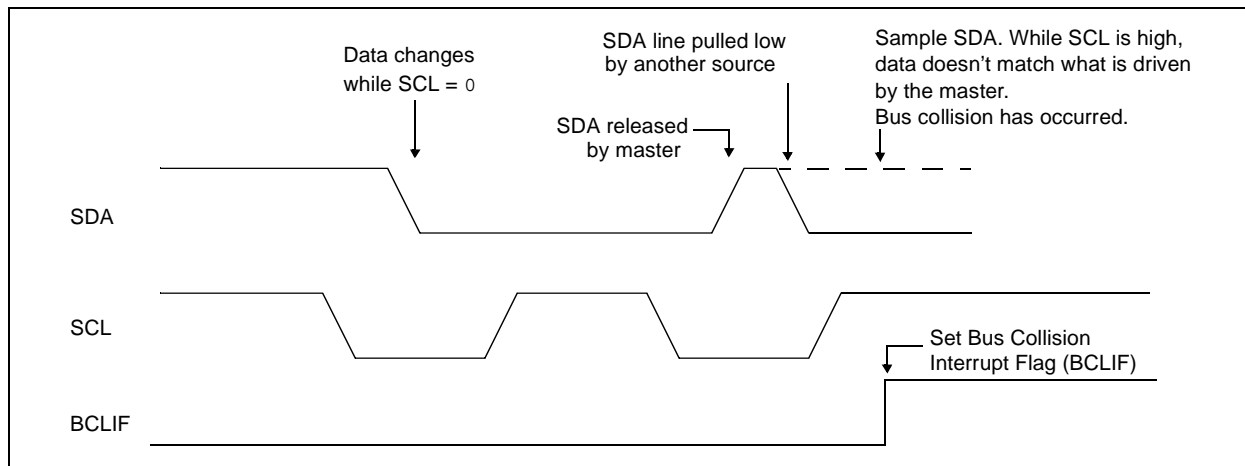 Data changes
while SCL = 0
SDA line pulled low
by another source
Sample SDA. While SCL is high,
data doesn’t match what is driven
by the master.
Bus collision has occurred.
SDA released
by master
SDA
SCL
Set Bus Collision
Interrupt Flag (BCLIF)
BCLIF